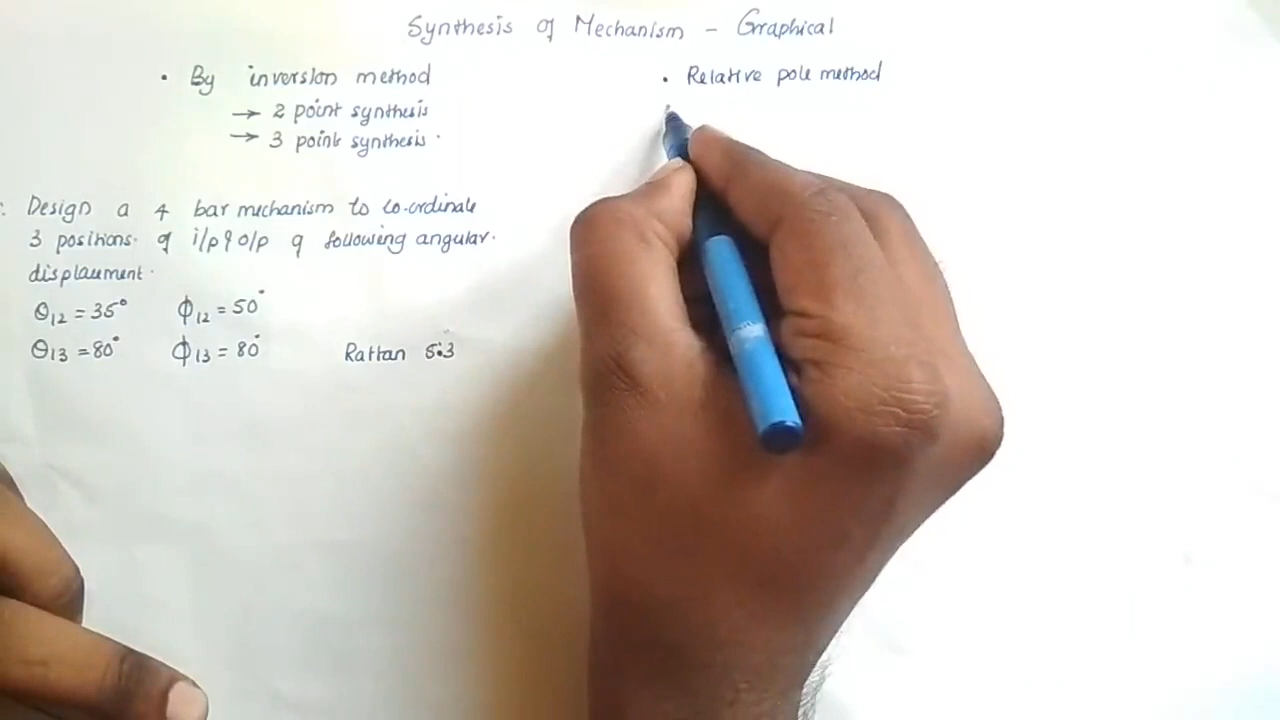 Synthesis of Mechanism - Graphical
• By inversion method
→ 2 point synthesis
→ 3 point synthesis.
• Relative pole method
: Design a 4 bar mechanism to co-ordinate
3 positions of i/p & o/p of following angular.
displament.
θ12 = 35° ϕ12 = 50°
θ13 = 80° ϕ13 = 80° Rattan 5.3